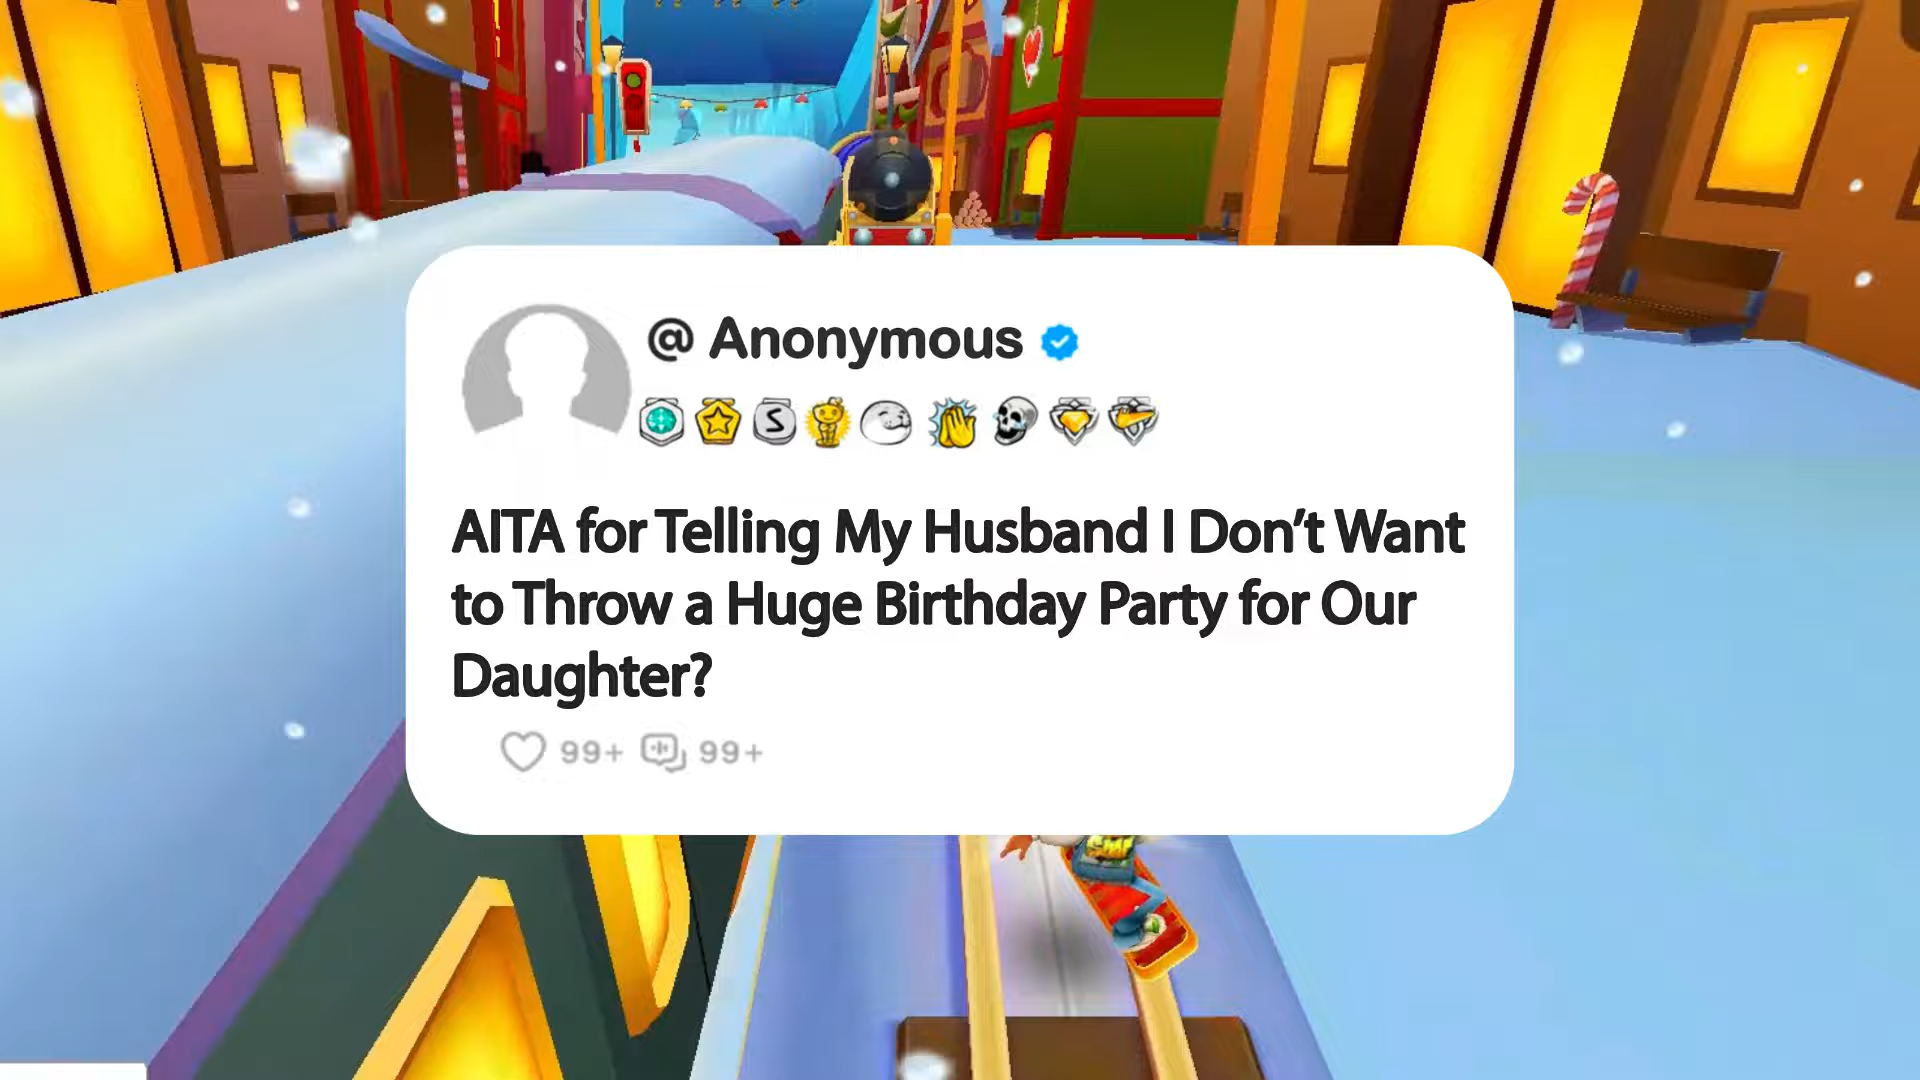 @ Anonymous
S
AITA for Telling My Husband I Don’t Want
to Throw a Huge Birthday Party for Our
Daughter?
99+ 99+